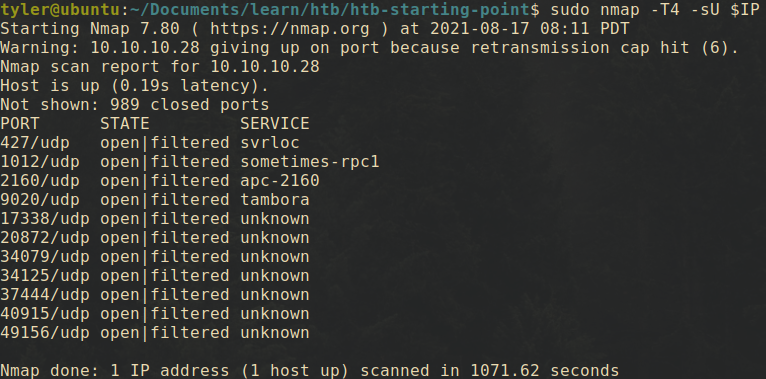 tyler@ubuntu:~/Documents/learn/htb/htb-starting-point$ sudo nmap -T4 -sU $IP
Starting Nmap 7.80 ( https://nmap.org ) at 2021-08-17 08:11 PDT
Warning: 10.10.10.28 giving up on port because retransmission cap hit (6).
Nmap scan report for 10.10.10.28
Host is up (0.19s latency).
Not shown: 989 closed ports
PORT      STATE         SERVICE
427/udp   open|filtered svrloc
1012/udp  open|filtered sometimes-rpc1
2160/udp  open|filtered apc-2160
9020/udp  open|filtered tambora
17338/udp open|filtered unknown
20872/udp open|filtered unknown
34079/udp open|filtered unknown
34125/udp open|filtered unknown
37444/udp open|filtered unknown
40915/udp open|filtered unknown
49156/udp open|filtered unknown

Nmap done: 1 IP address (1 host up) scanned in 1071.62 seconds